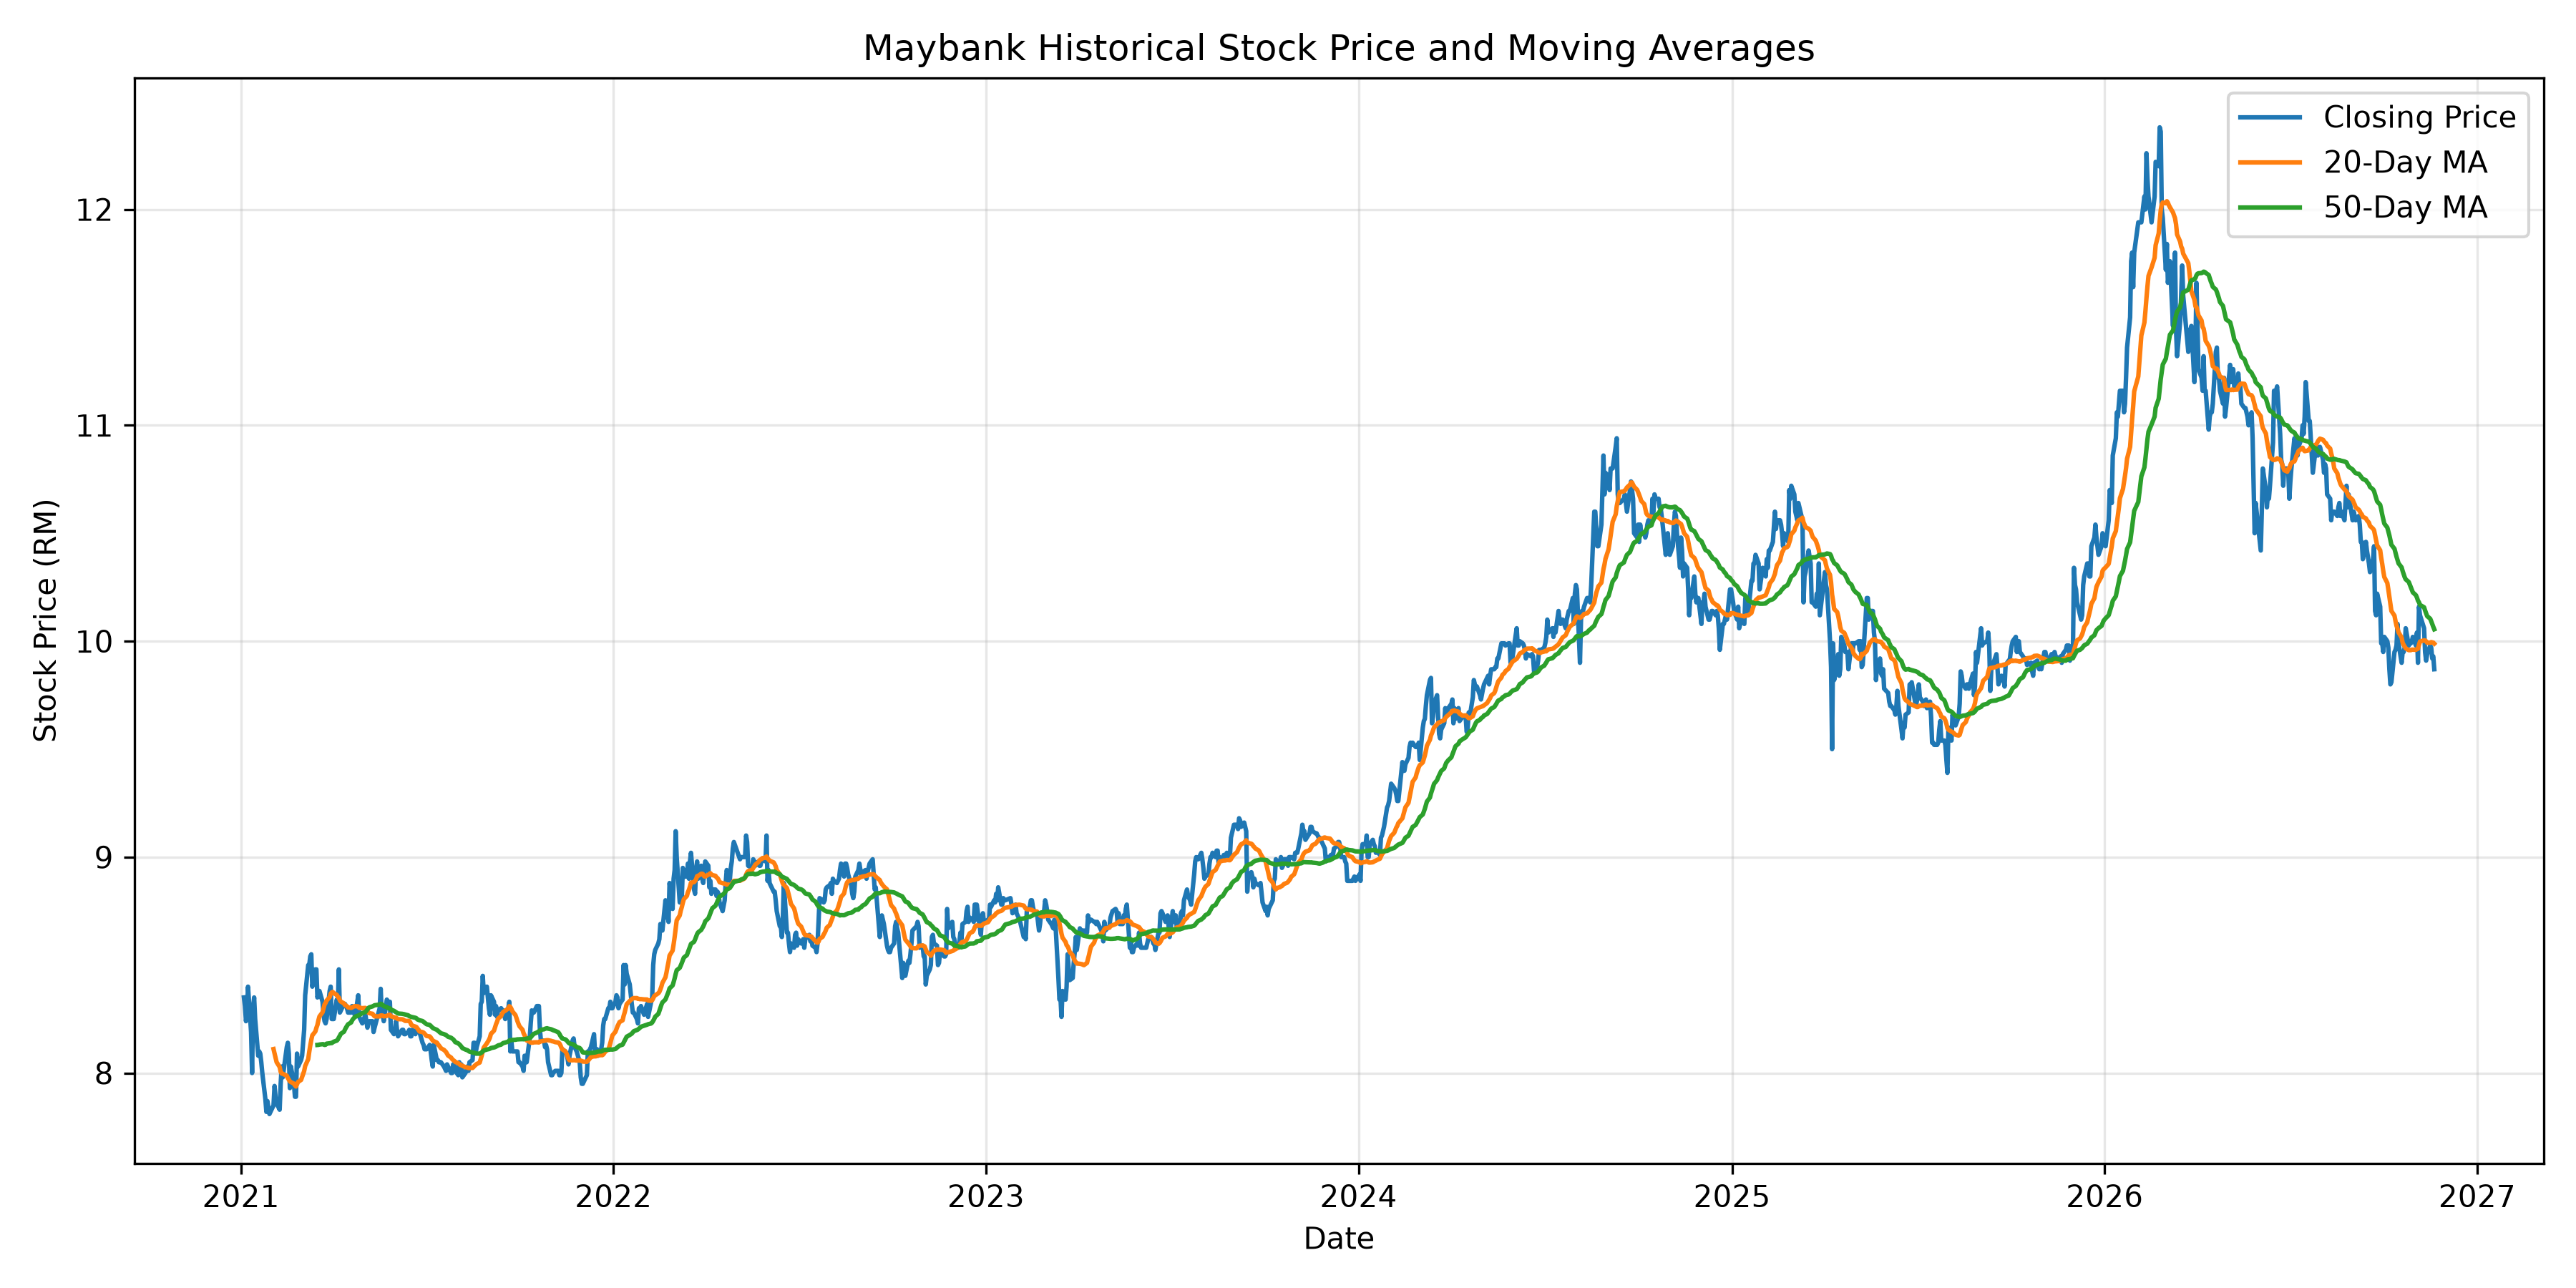 Maybank Historical Stock Price and Moving Averages
Closing Price
20-Day MA
50-Day MA
Stock Price (RM)
12
11
10
9
8
2021 2022 2023 2024 2025 2026 2027
Date